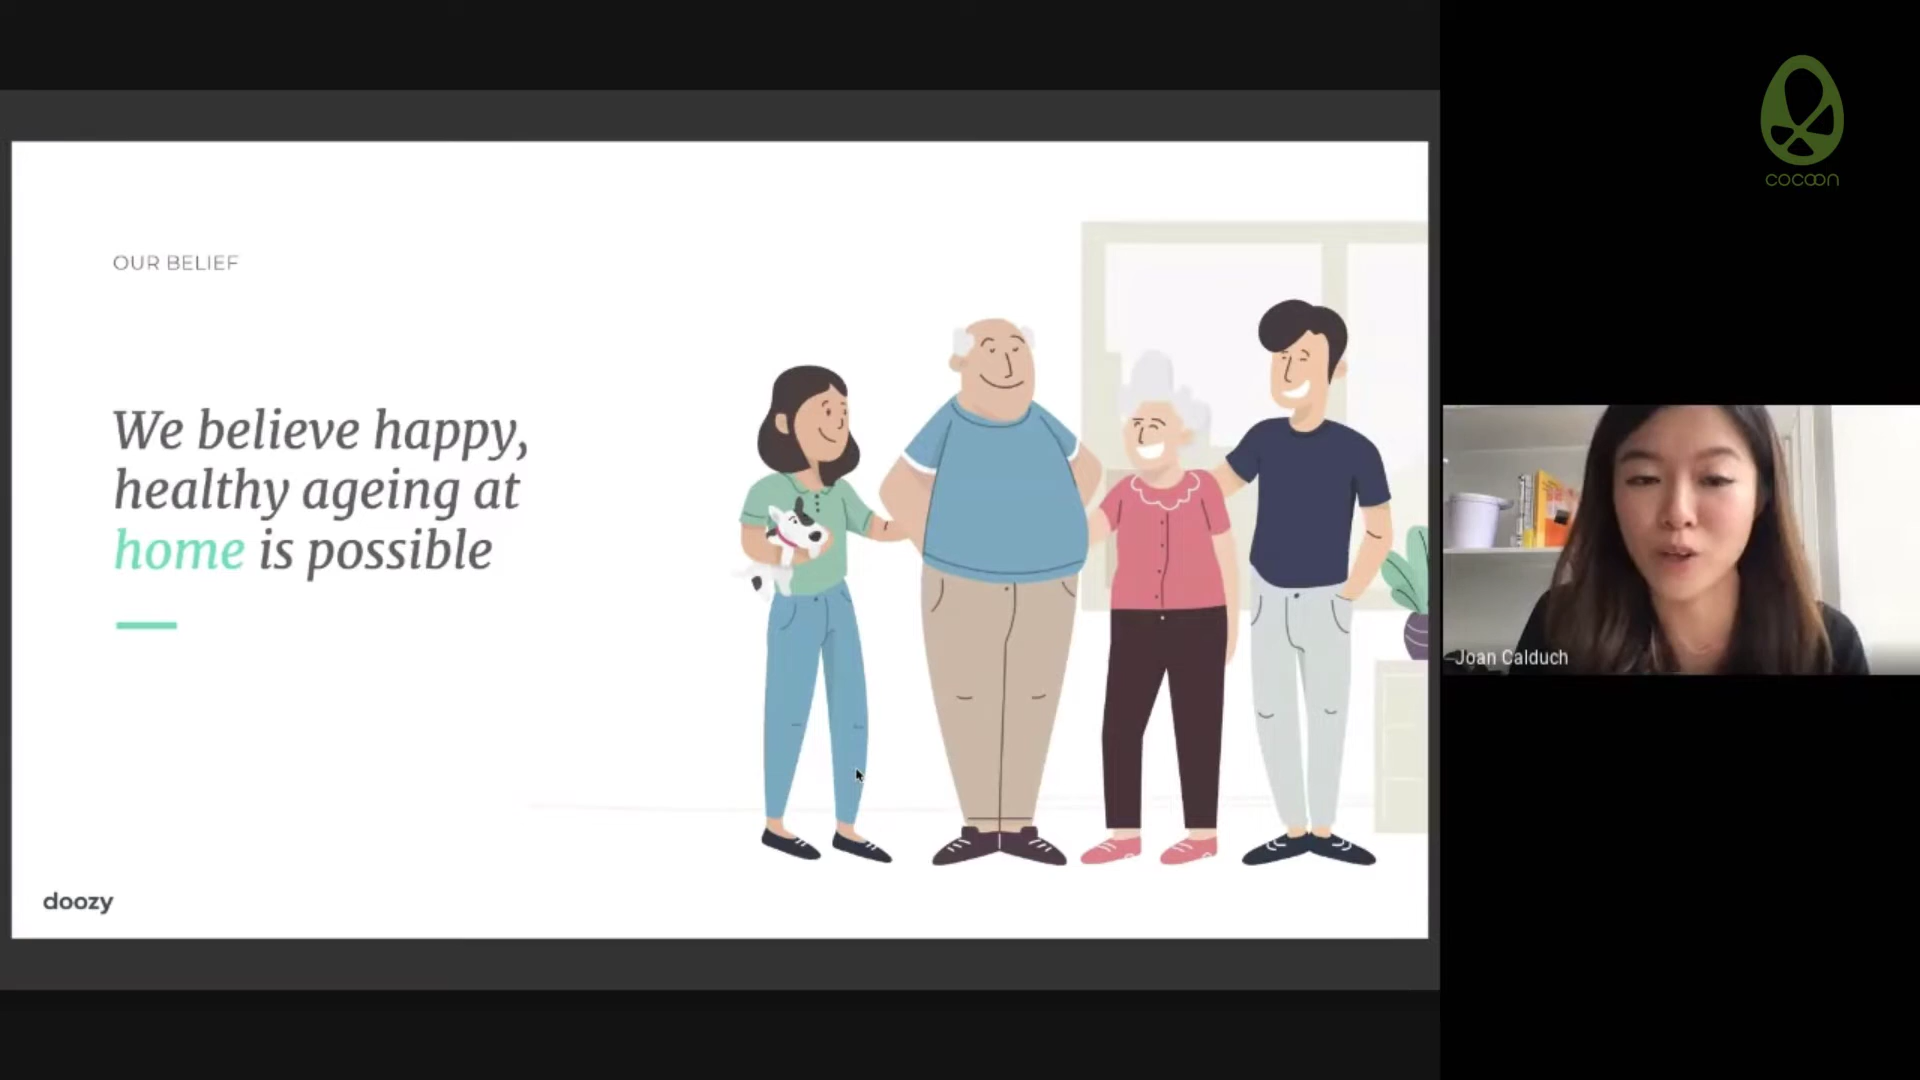 OUR BELIEF
We believe happy,
healthy ageing at
home is possible
doozy
cocoon
Joan Calduch